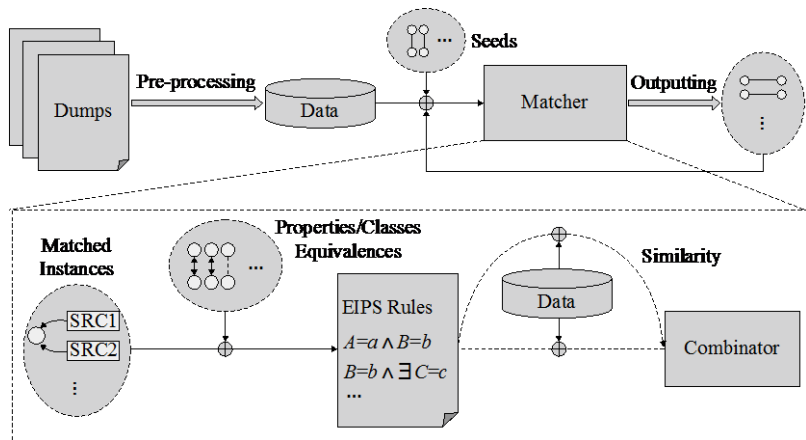 Seeds
...
Pre-processing
Outputting
Dumps
Data
Matcher
...
Properties/Classes
Equivalences
Matched
Instances
...
Similarity
EIPS Rules
Data
SRC1
SRC2
A=a ∧ B=b
B=b ∧ ∃ C=c
...
Combinator
...